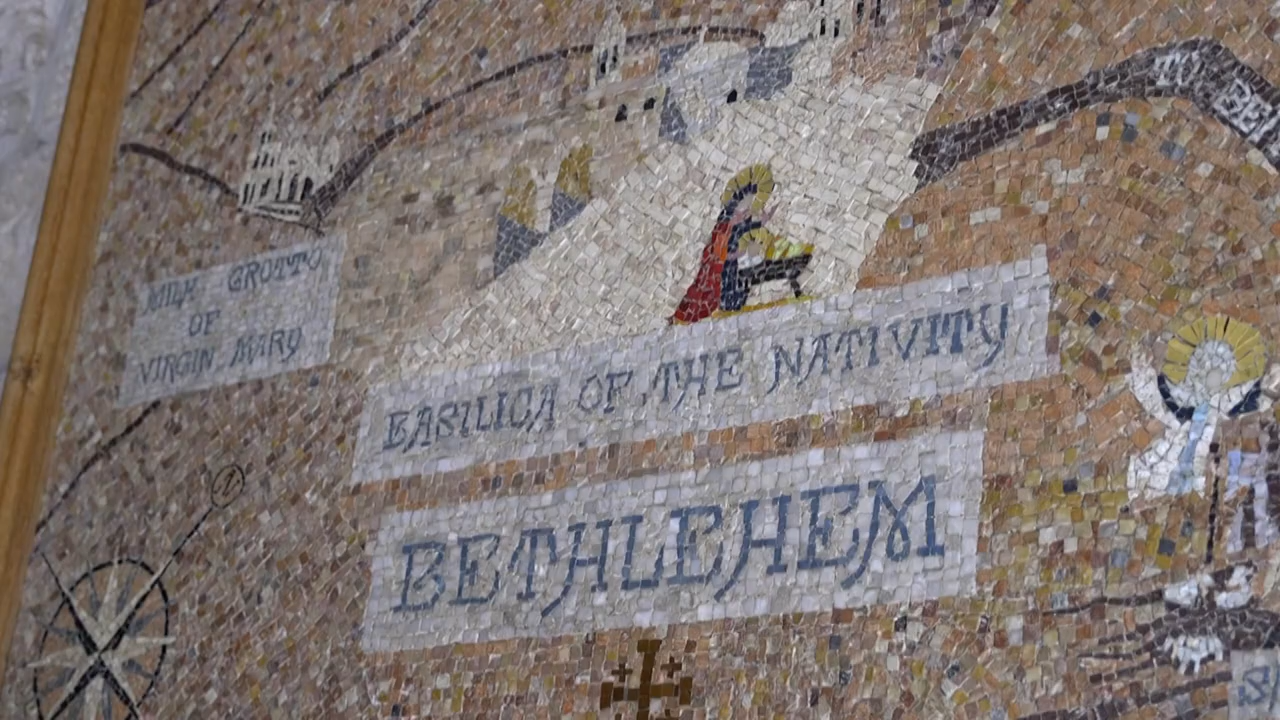 MILK GROTTO
OF
VIRGIN MARY
BASILICA OF THE NATIVITY
BETHLEHEM